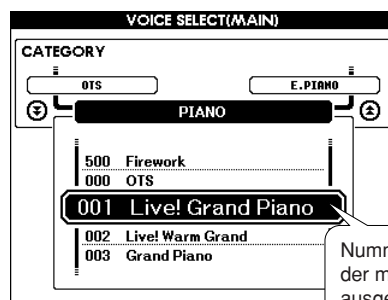 VOICE SELECT(MAIN)
CATEGORY
OTS
E.PIANO
PIANO
500 Firework
000 OTS
001 Live! Grand Piano
002 Live! Warm Grand
003 Grand Piano
der